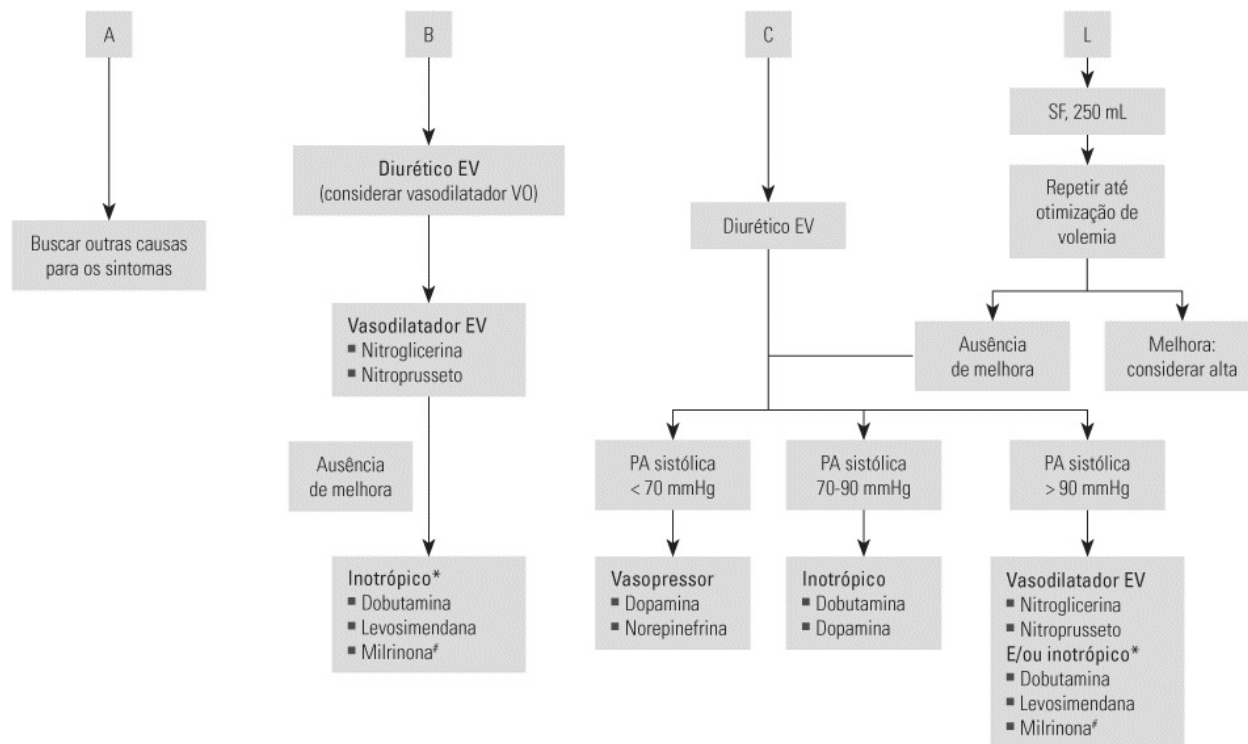 A
Buscar outras causas
para os sintomas
B
Diurético EV
(considerar vasodilatador VO)
Vasodilatador EV
■ Nitroglicerina
■ Nitroprusseto
Ausência
de melhora
Inotrópico*
■ Dobutamina
■ Levosimendana
■ Milrinona#
C
Diurético EV
L
SF, 250 mL
Repetir até
otimização de
volemia
Ausência
de melhora
Melhora:
considerar alta
PA sistólica
< 70 mmHg
Vasopressor
■ Dopamina
■ Norepinefrina
PA sistólica
70-90 mmHg
Inotrópico
■ Dobutamina
■ Dopamina
PA sistólica
> 90 mmHg
Vasodilatador EV
■ Nitroglicerina
■ Nitroprusseto
E/ou inotrópico*
■ Dobutamina
■ Levosimendana
■ Milrinona#